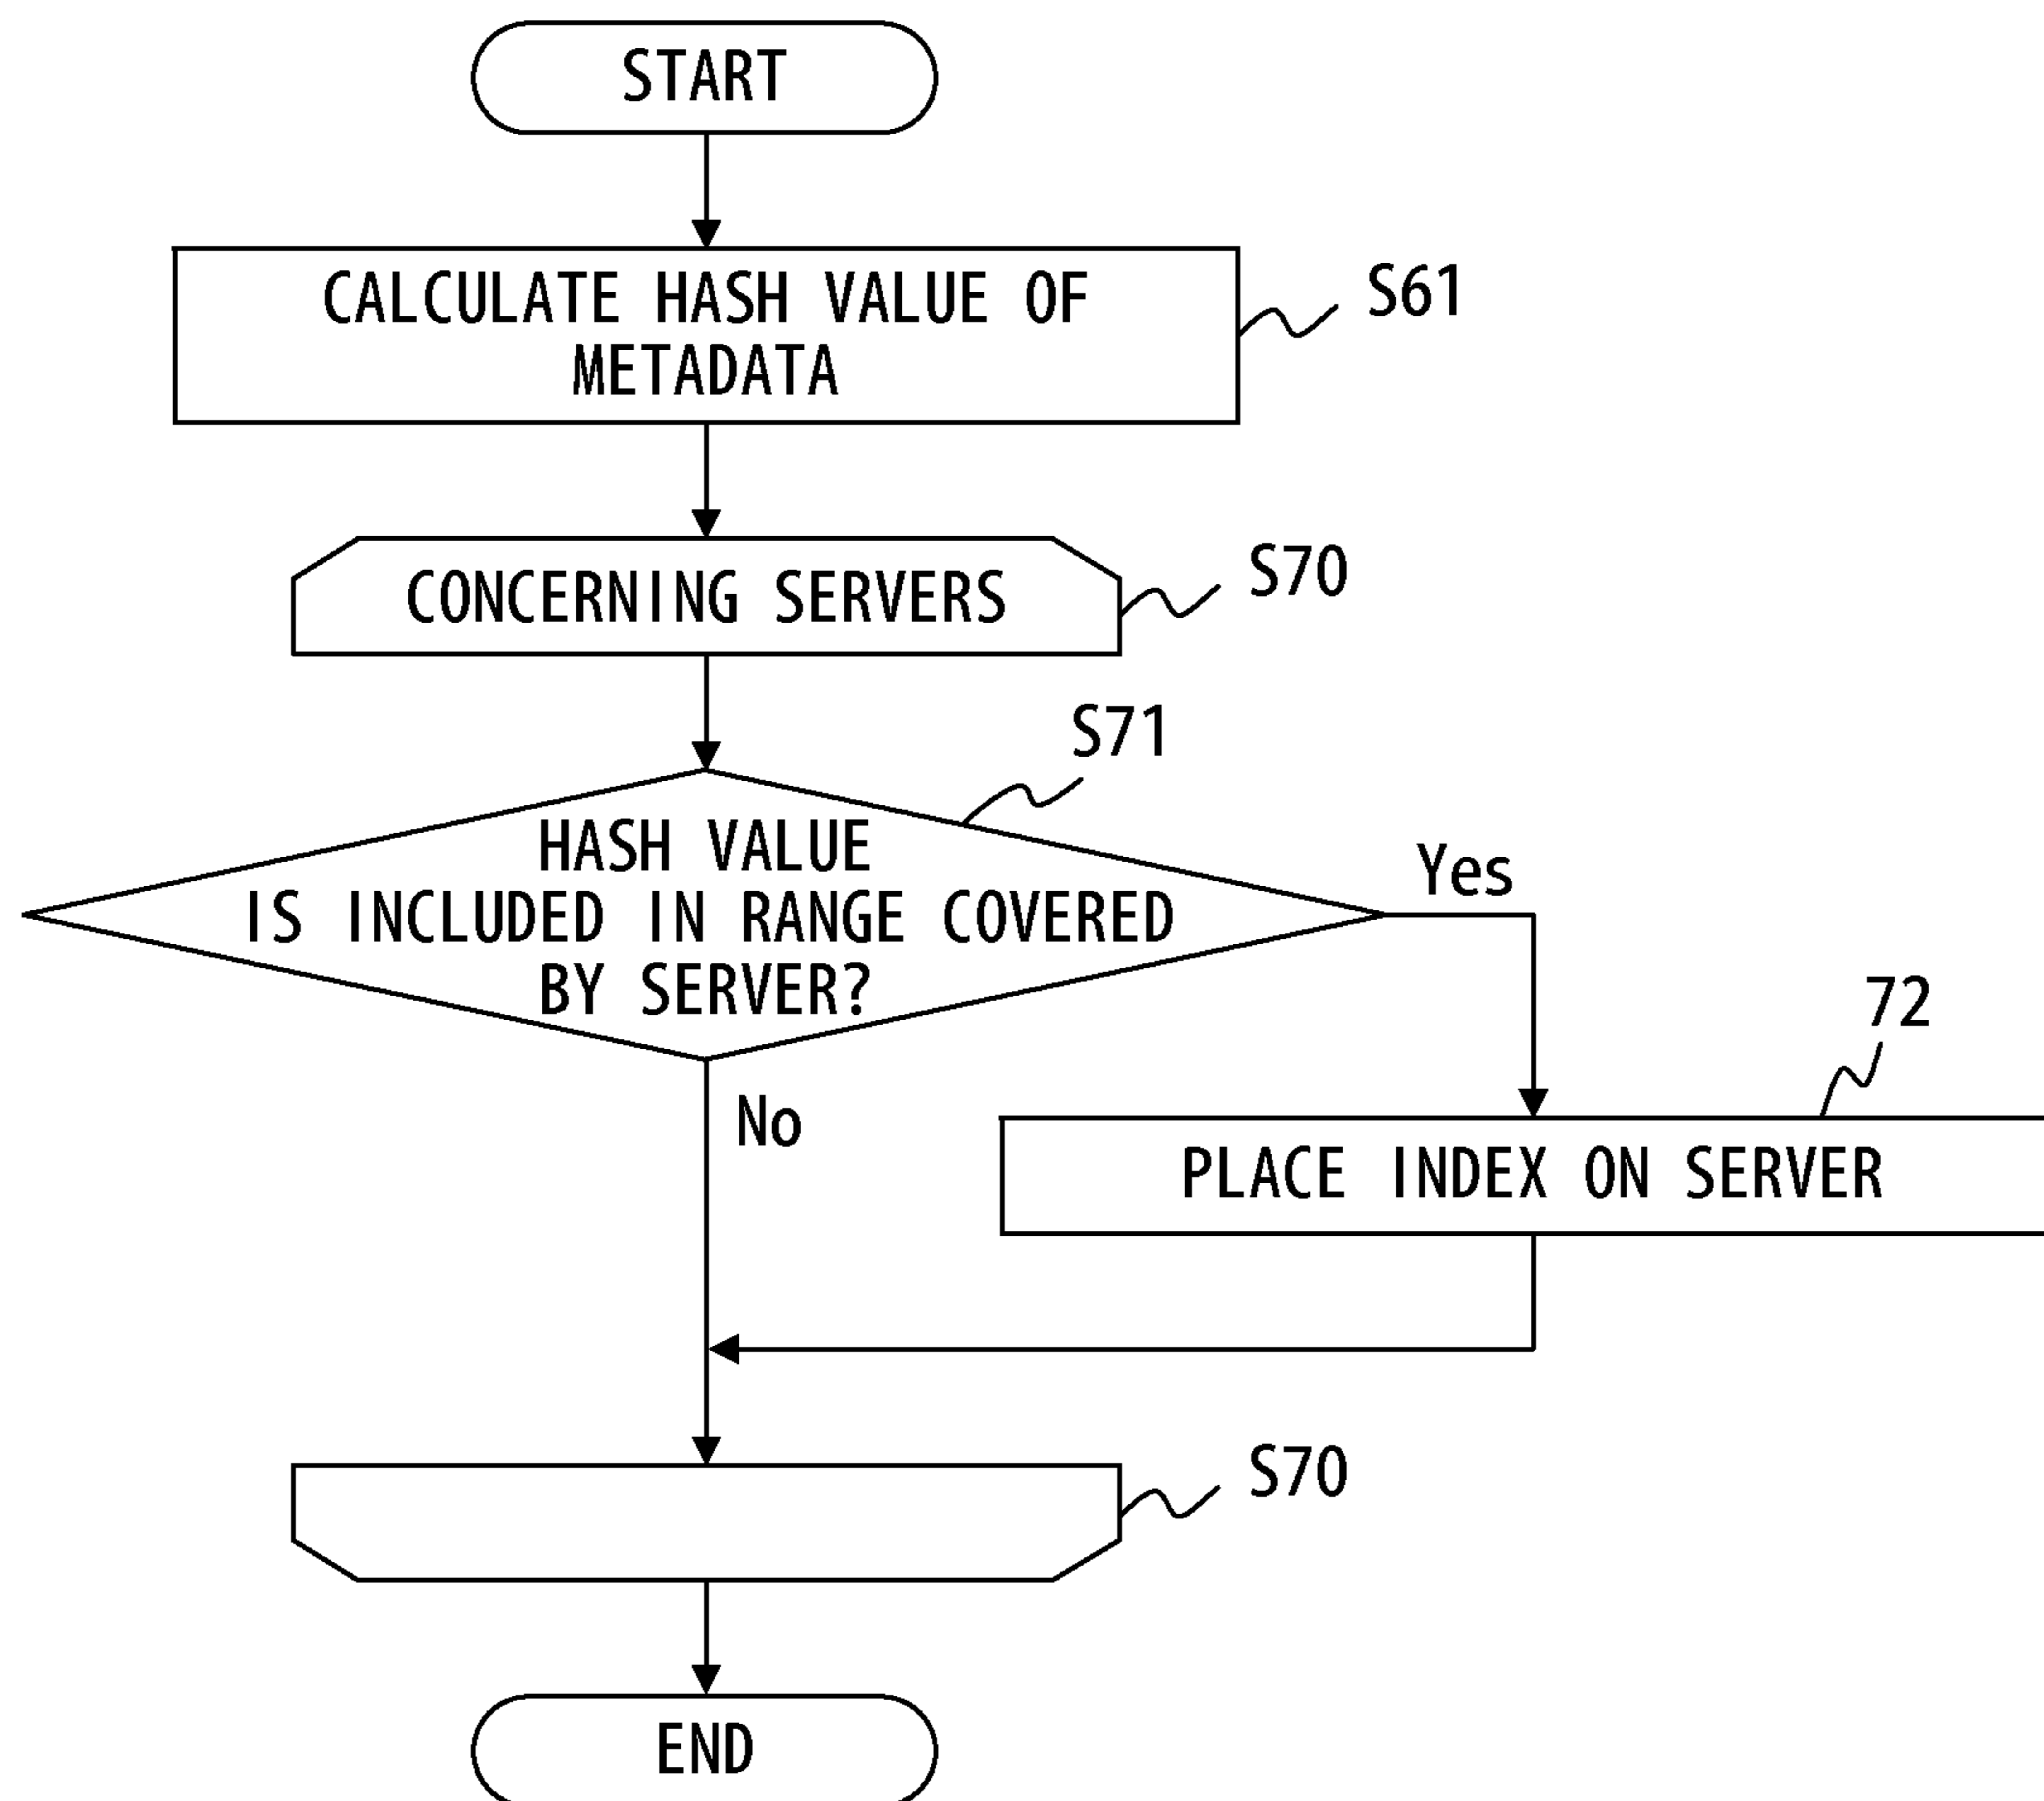 START
CALCULATE HASH VALUE OF
METADATA
S61
CONCERNING SERVERS
S70
S71
HASH VALUE
IS INCLUDED IN RANGE COVERED
BY SERVER?
Yes
72
No
PLACE INDEX ON SERVER
S70
END